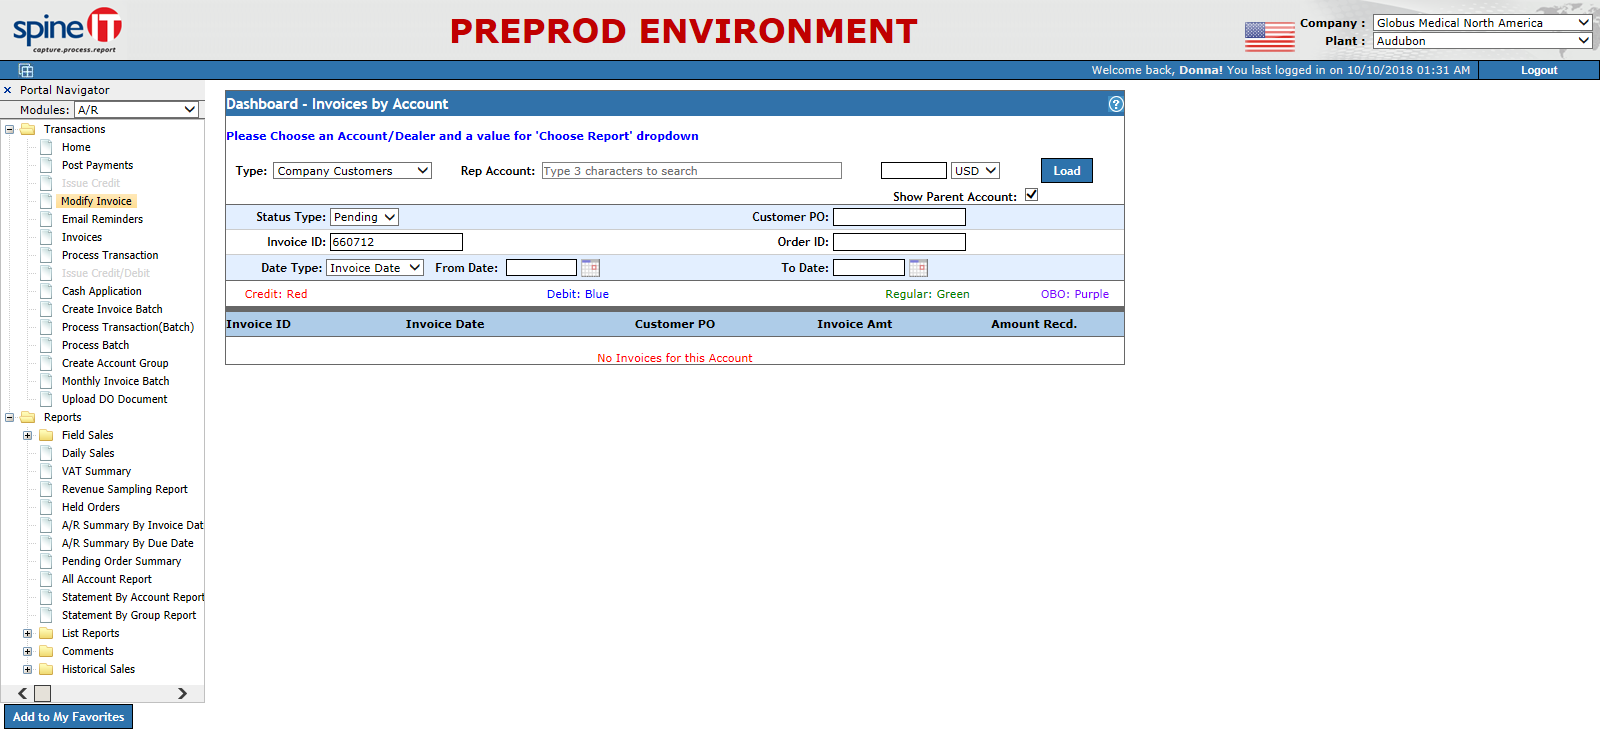 spine IT
capture.process.report
PREPROD ENVIRONMENT
Company : Globus Medical North America
Plant : Audubon
Welcome back, Donna! You last logged in on 10/10/2018 01:31 AM Logout
Portal Navigator
Modules: A/R
Transactions
Home
Post Payments
Issue Credit
Modify Invoice
Email Reminders
Invoices
Process Transaction
Issue Credit/Debit
Cash Application
Create Invoice Batch
Process Transaction(Batch)
Process Batch
Create Account Group
Monthly Invoice Batch
Upload DO Document
Reports
Field Sales
Daily Sales
VAT Summary
Revenue Sampling Report
Held Orders
A/R Summary By Invoice Dat
A/R Summary By Due Date
Pending Order Summary
All Account Report
Statement By Account Report
Statement By Group Report
List Reports
Comments
Historical Sales
Add to My Favorites
Dashboard - Invoices by Account ?
Please Choose an Account/Dealer and a value for 'Choose Report' dropdown
Type: Company Customers Rep Account: Type 3 characters to search USD Load
Show Parent Account:
Status Type: Pending Customer PO:
Invoice ID: 660712 Order ID:
Date Type: Invoice Date From Date: To Date:
Credit: Red Debit: Blue Regular: Green OBO: Purple
Invoice ID Invoice Date Customer PO Invoice Amt Amount Recd.
No Invoices for this Account